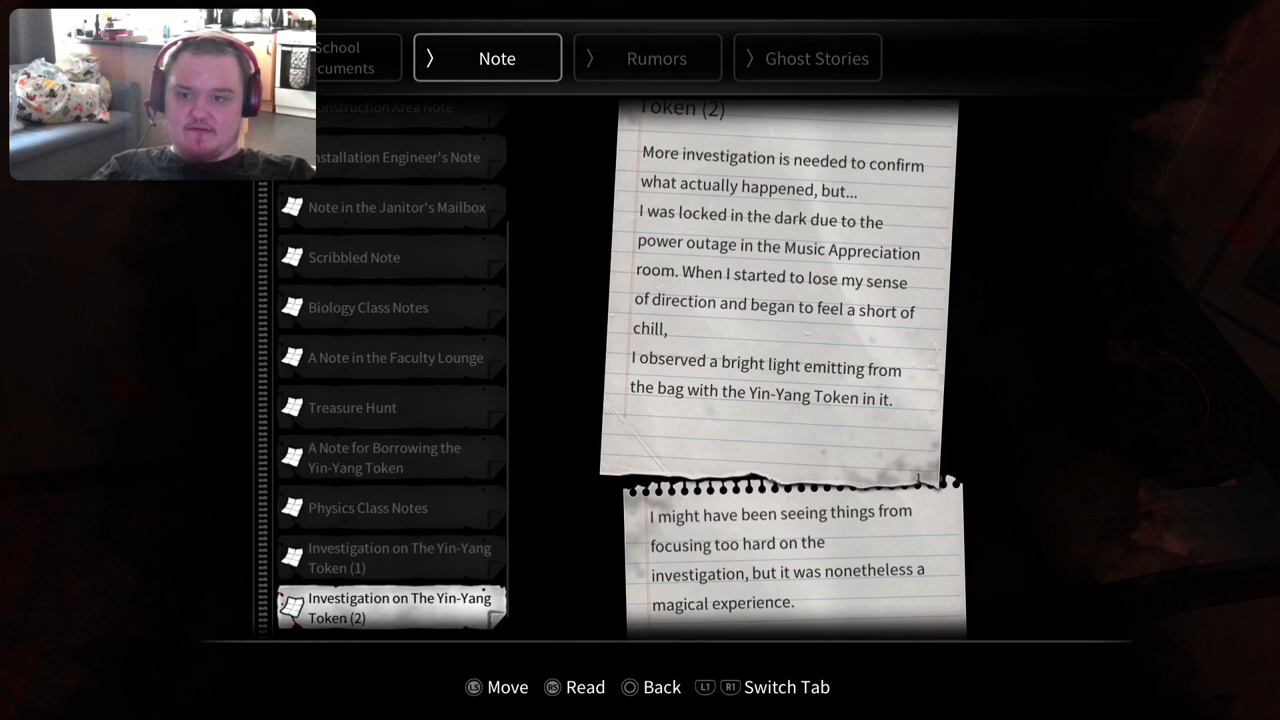 School
cuments
Note
Rumors
Ghost Stories
onstruction Area Note
nstallation Engineer's Note
Note in the Janitor's Mailbox
Scribbled Note
Biology Class Notes
A Note in the Faculty Lounge
Treasure Hunt
A Note for Borrowing the
Yin-Yang Token
Physics Class Notes
Investigation on The Yin-Yang
Token (1)
Investigation on The Yin-Yang
Token (2)
Token (2)
More investigation is needed to confirm
what actually happened, but...
I was locked in the dark due to the
power outage in the Music Appreciation
room. When I started to lose my sense
of direction and began to feel a short of
chill,
I observed a bright light emitting from
the bag with the Yin-Yang Token in it.
I might have been seeing things from
focusing too hard on the
investigation, but it was nonetheless a
magical experience.
LS Move
RS Read
Back
L1 R1 Switch Tab